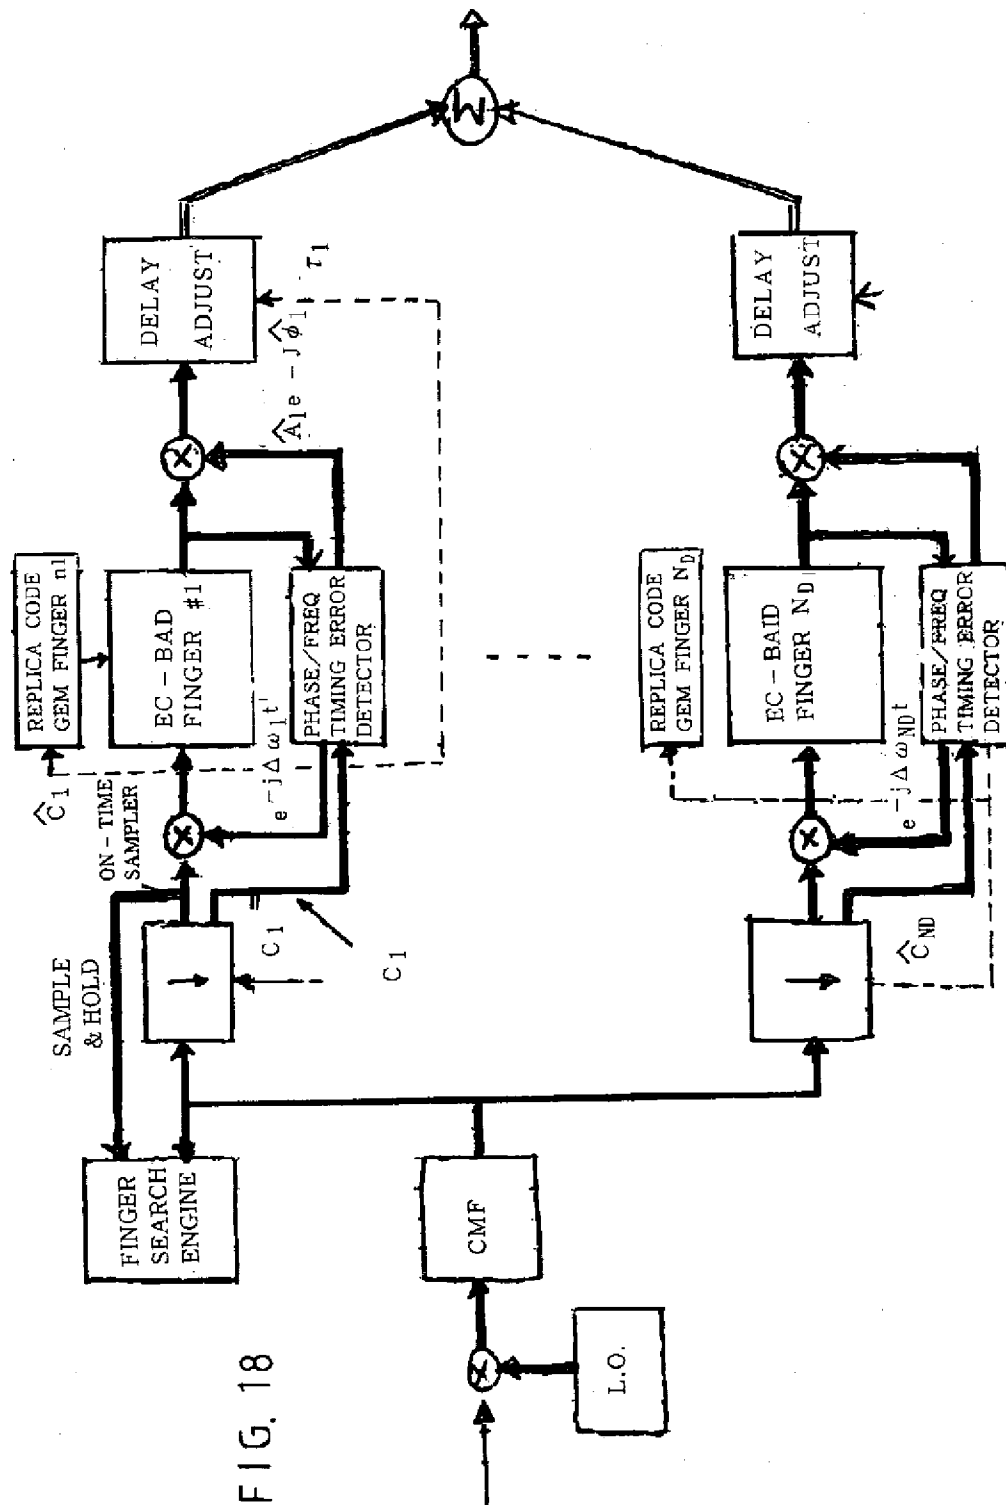 FIG. 18
L.O.
X
CMF
FINGER
SEARCH
ENGINE
SAMPLE
& HOLD
ON-TIME
SAMPLER
C1
C1
X
e-jΔω1t
Ĉ1
REPLICA CODE
GEM FINGER n1
EC-BAD
FINGER #1
PHASE/FREQ
TIMING ERROR
DETECTOR
X
Â1e-Jϕ̂1
τ1
DELAY
ADJUST
Σ
ĈND
X
e-jΔωNDt
REPLICA CODE
GEM FINGER ND
EC-BAID
FINGER ND
PHASE/FREQ
TIMING ERROR
DETECTOR
X
DELAY
ADJUST